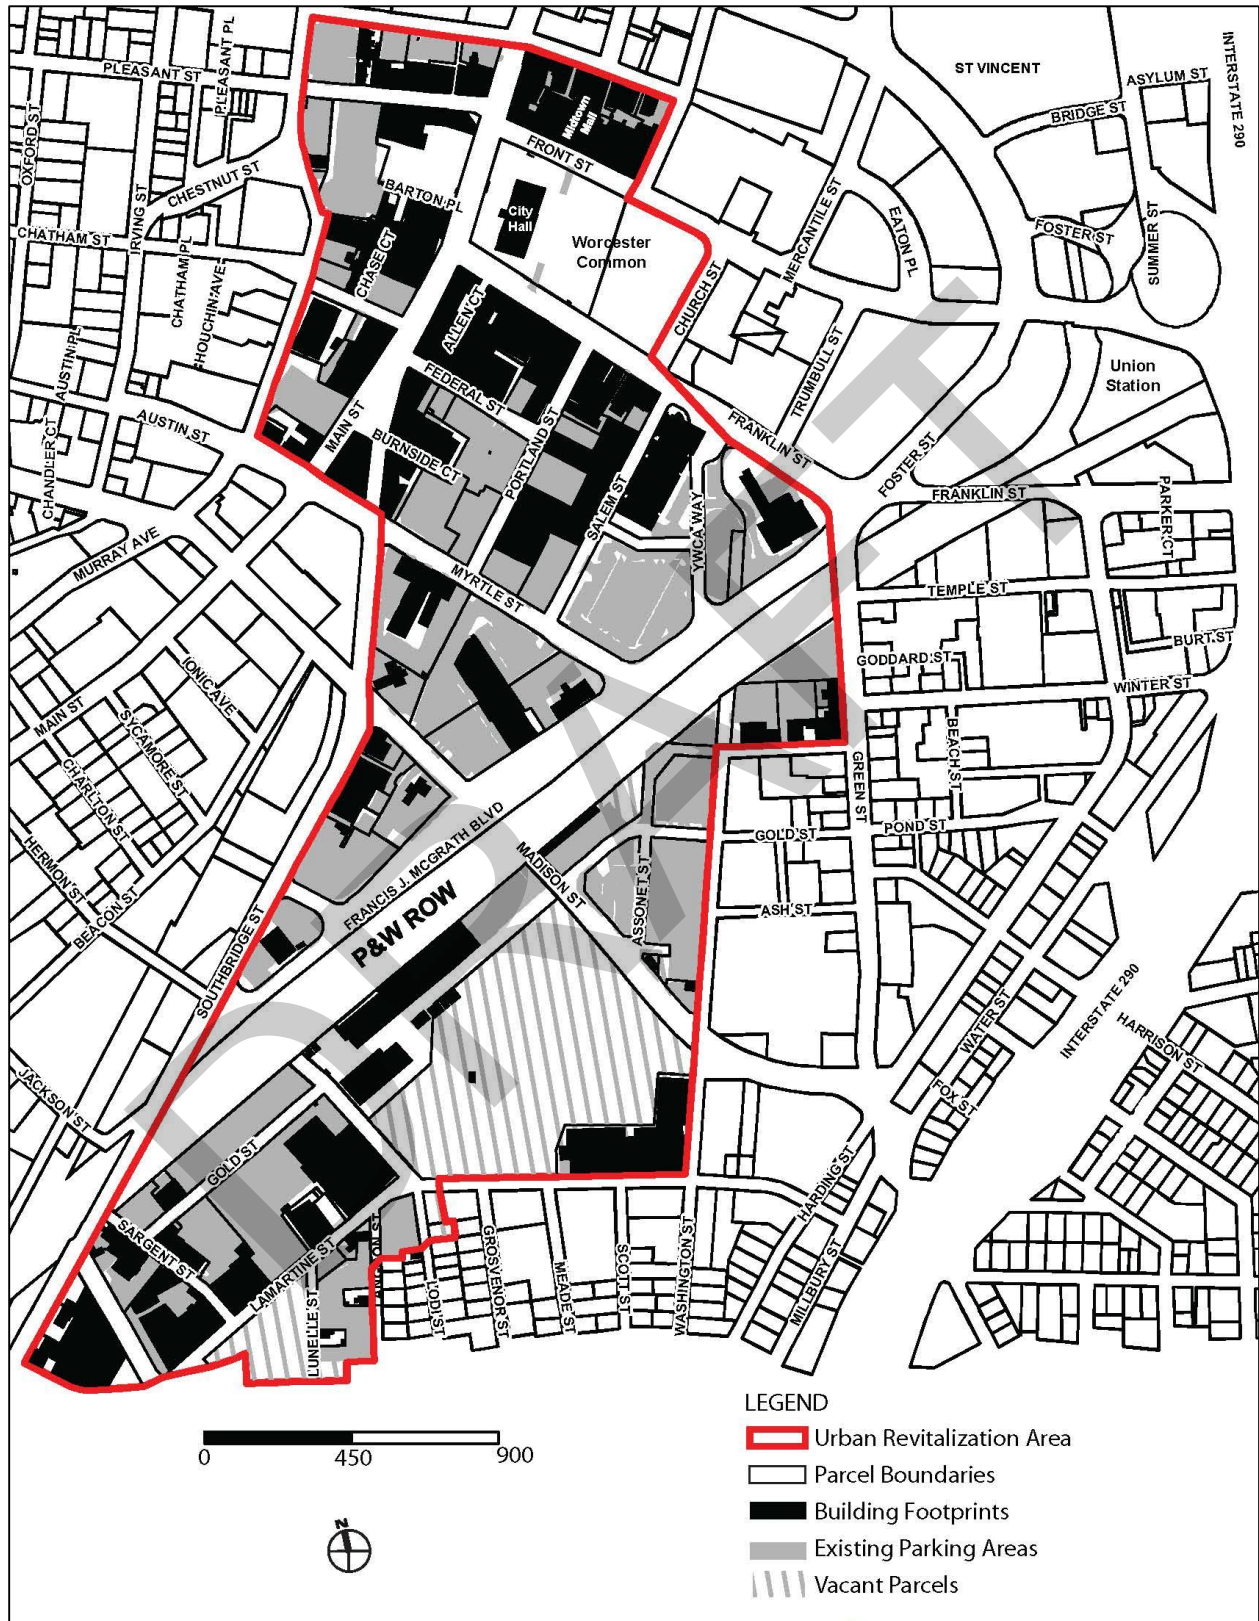 PLEASANT ST
PLEASANT PL
OXFORD ST
IRVING ST
CHESTNUT ST
CHATHAM ST
CHATHAM PL
AUSTIN PL
AUSTIN ST
CHANDLER CT
MURRAY AVE
BARTON PL
CHASE CT
MAIN ST
ALLEN CT
FEDERAL ST
BURNSIDE CT
PORTLAND ST
SALEM ST
MYRTLE ST
YWCA WAY
FRONT ST
Midtown
Mall
City
Hall
Worcester
Common
ST VINCENT
INTERSTATE 290
ASYLUM ST
BRIDGE ST
FOSTER ST
SUMMER ST
EATON PL
MERCANTILE ST
CHURCH ST
TRUMBULL ST
Union
Station
FRANKLIN ST
FOSTER ST
FRANKLIN ST
PARKER CT
TEMPLE ST
BURT ST
GODDARD ST
WINTER ST
BEACH ST
GREEN ST
GOLD ST
POND ST
ASH ST
ASSONET ST
MADISON ST
FRANCIS J. MCGRATH BLVD
P&W ROW
MAIN ST
IONIC AVE
SYCAMORE ST
CHARLTON ST
HERMON ST
BEACON ST
SOUTHBRIDGE ST
JACKSON ST
GOLD ST
SARGENT ST
LAMARTINE ST
LUNELLE ST
LODI ST
GROSVENOR ST
MEADE ST
SCOTT ST
WASHINGTON ST
HARDING ST
MILLBURY ST
WATER ST
FOX ST
INTERSTATE 290
HARRISON ST
DRAFT
LEGEND
Urban Revitalization Area
Parcel Boundaries
Building Footprints
Existing Parking Areas
Vacant Parcels
0 450 900
N